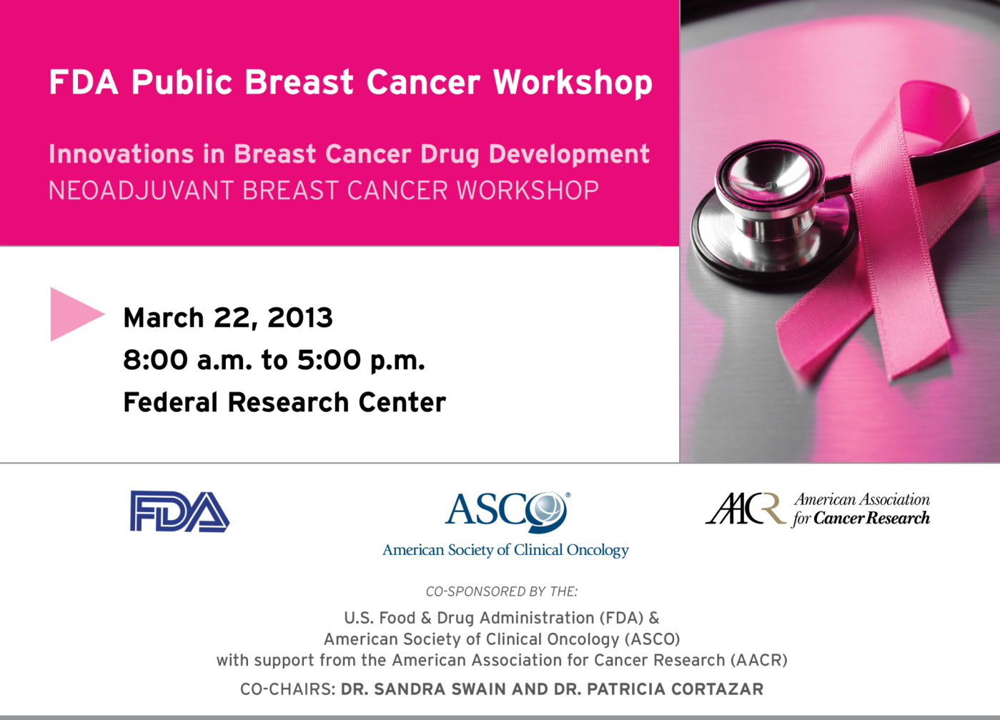 FDA Public Breast Cancer Workshop
Innovations in Breast Cancer Drug Development
NEOADJUVANT BREAST CANCER WORKSHOP
March 22, 2013
8:00 a.m. to 5:00 p.m.
Federal Research Center
FDA
ASCO®
American Society of Clinical Oncology
AACR American Association
for Cancer Research
CO-SPONSORED BY THE:
U.S. Food & Drug Administration (FDA) &
American Society of Clinical Oncology (ASCO)
with support from the American Association for Cancer Research (AACR)
CO-CHAIRS: DR. SANDRA SWAIN AND DR. PATRICIA CORTAZAR